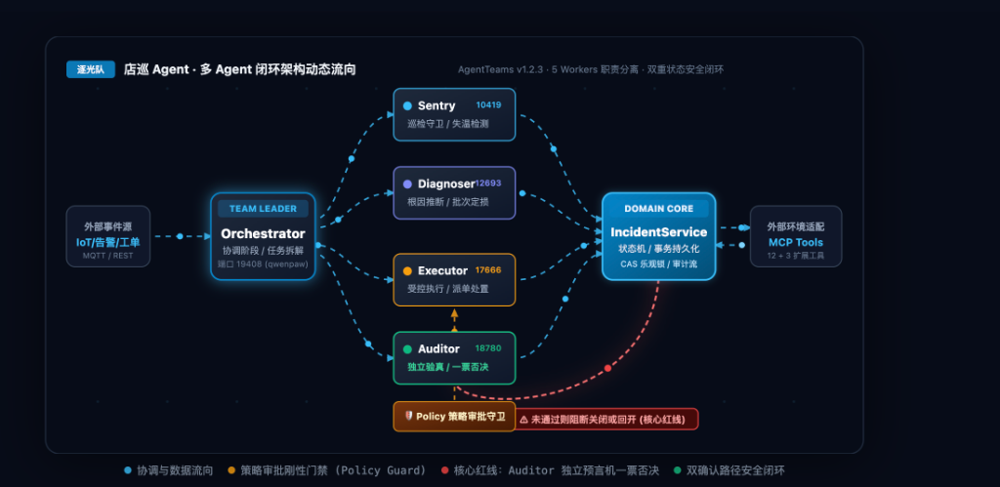 逐光队
店巡 Agent · 多 Agent 闭环架构动态流向
AgentTeams v1.2.3 · 5 Workers 职责分离 · 双重状态安全闭环
Sentry 10419
巡检守卫 / 失温检测
Diagnoser 12693
根因推断 / 批次定损
外部事件源
IoT/告警/工单
MQTT / REST
TEAM LEADER
Orchestrator
协调阶段 / 任务拆解
端口 19408 (qwenpaw)
DOMAIN CORE
IncidentService
状态机 / 事务持久化
CAS 乐观锁 / 审计流
外部环境适配
MCP Tools
12 + 3 扩展工具
Executor 17666
受控执行 / 派单处置
Auditor 18780
独立验真 / 一票否决
Policy 策略审批守卫
⚠ 未通过则阻断关闭或回开 (核心红线)
协调与数据流向
策略审批刚性门禁 (Policy Guard)
核心红线: Auditor 独立预言机一票否决
双确认路径安全闭环